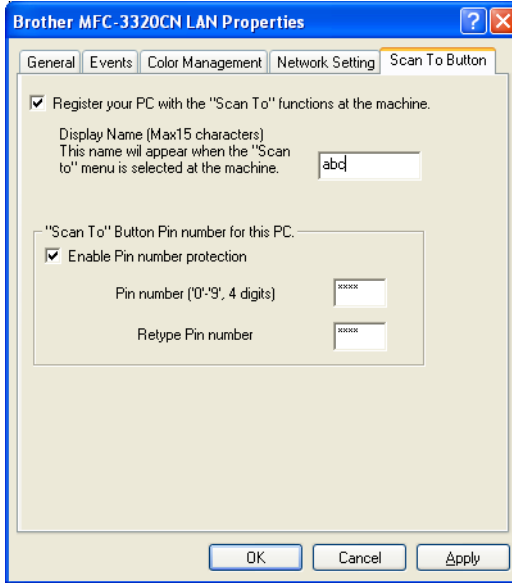 Brother MFC-3320CN LAN Properties
General Events Color Management Network Setting Scan To Button
Register your PC with the "Scan To" functions at the machine.
Display Name (Max15 characters)
This name wil appear when the "Scan
to" menu is selected at the machine.
abc
"Scan To" Button Pin number for this PC.
Enable Pin number protection
Pin number ('0'-'9', 4 digits)
××××
Retype Pin number
××××
OK Cancel Apply